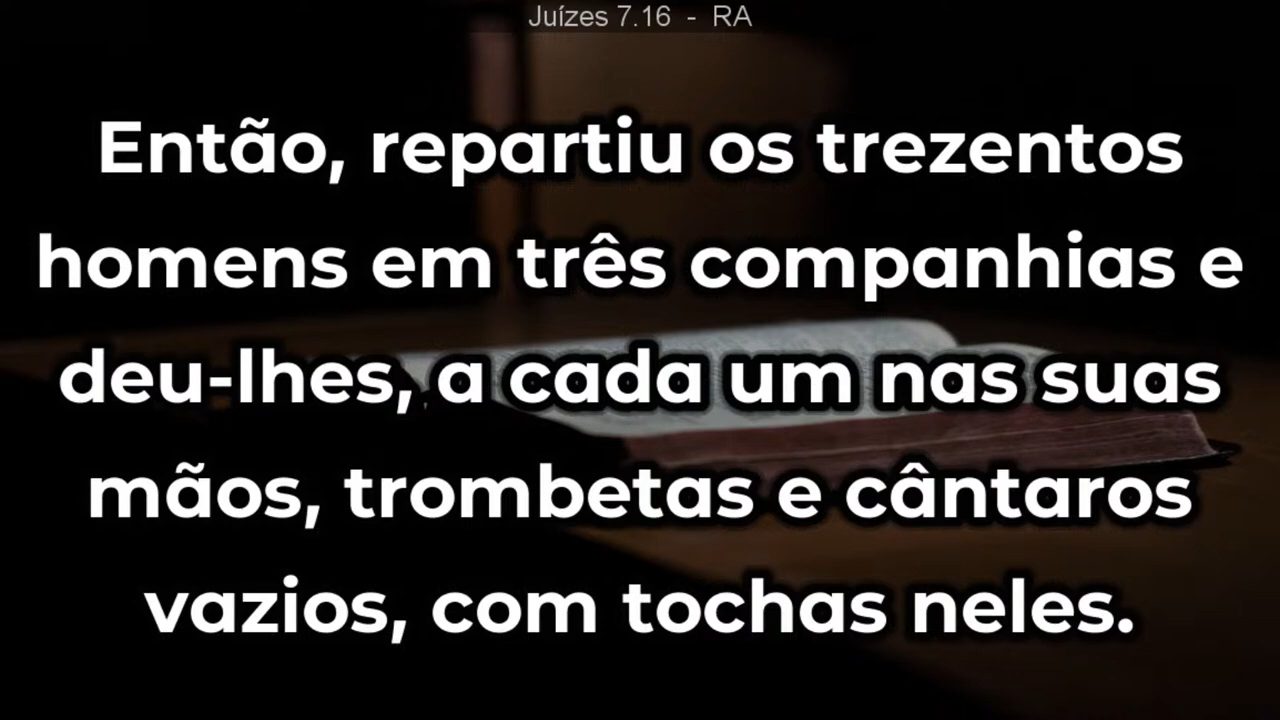 Juízes 7.16 - RA
Então, repartiu os trezentos
homens em três companhias e
deu-lhes, a cada um nas suas
mãos, trombetas e cântaros
vazios, com tochas neles.